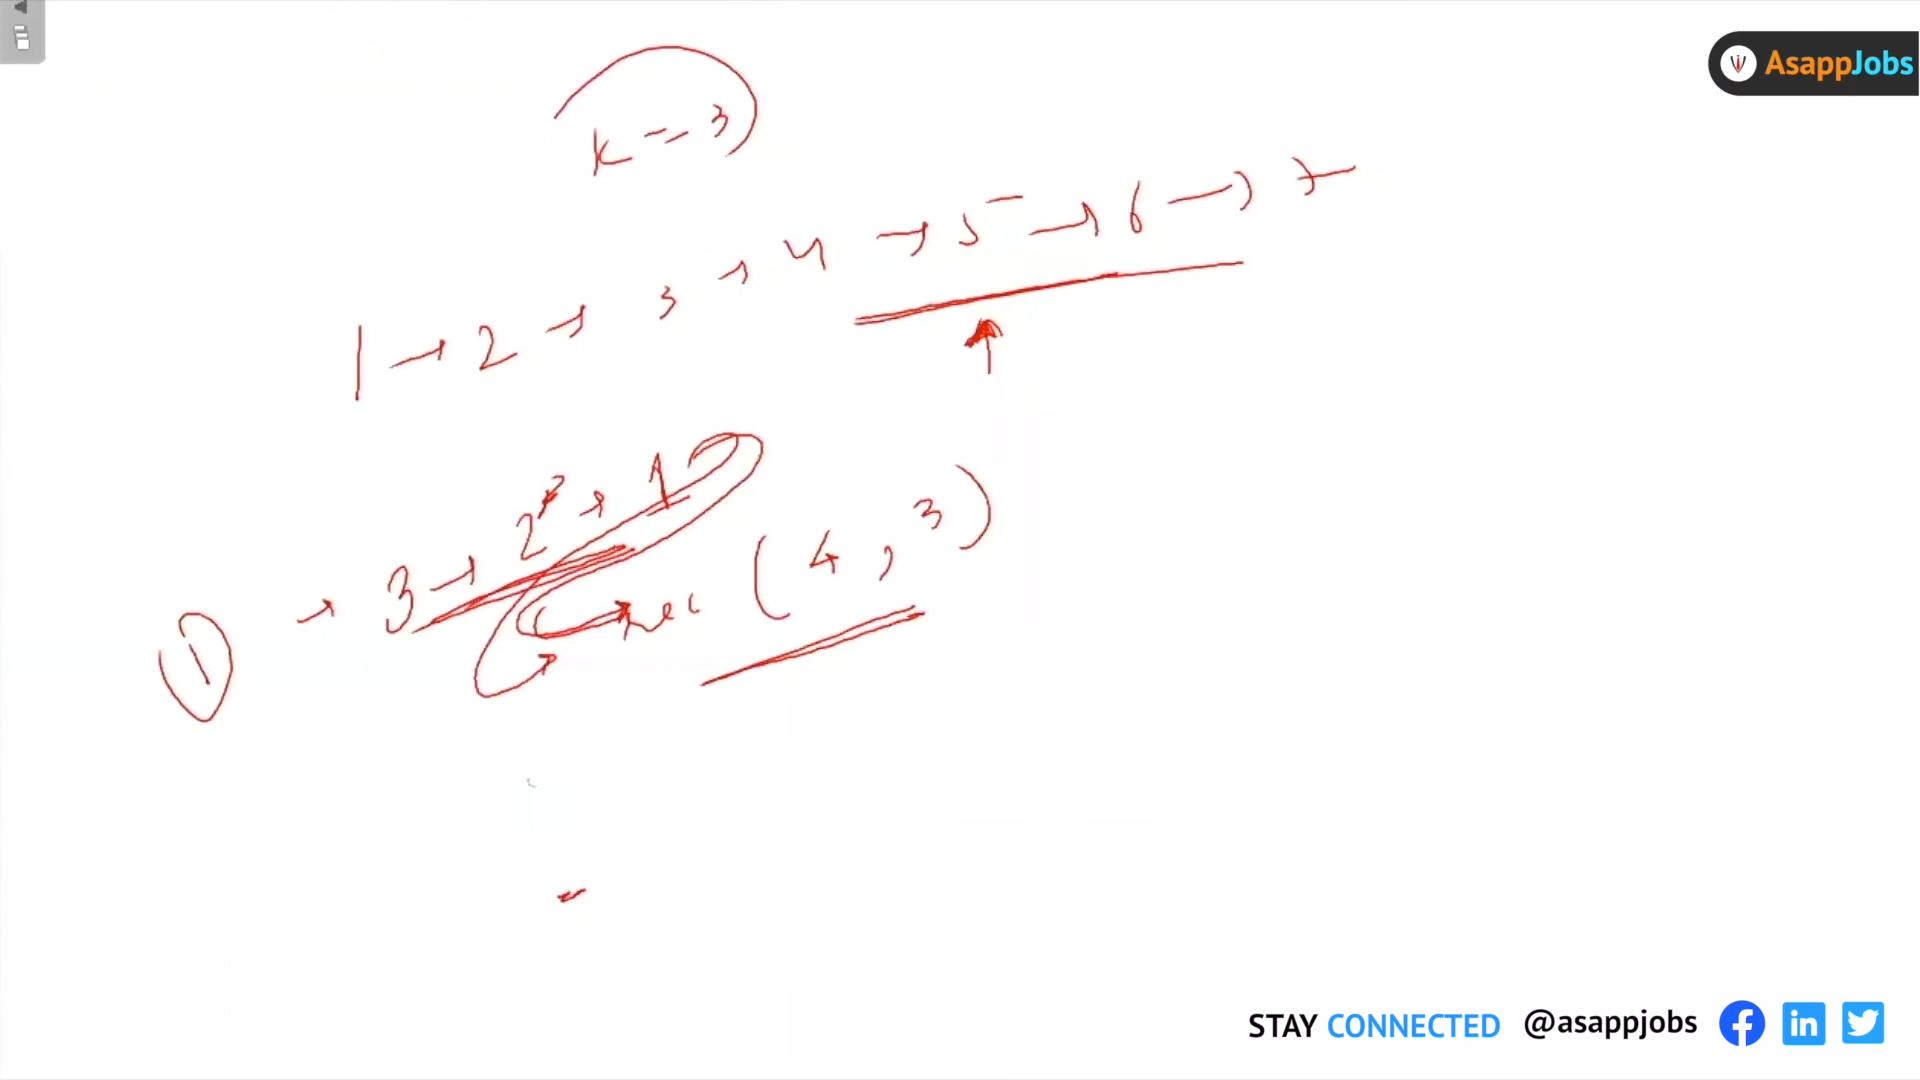 AsappJobs
k = 3
1 → 2 → 3 → 4 → 5 → 6 → 7
3 → 2 → 1
① → rec (4, 3)
STAY CONNECTED @asappjobs